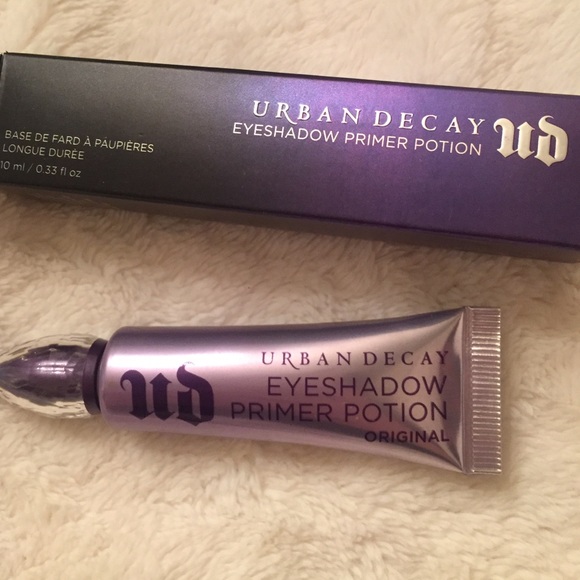 URBAN DECAY
EYESHADOW PRIMER POTION
UD
BASE DE FARD À PAUPIÈRES
LONGUE DURÉE
10 ml / 0.33 fl oz
URBAN DECAY
EYESHADOW
PRIMER POTION
ORIGINAL
UD